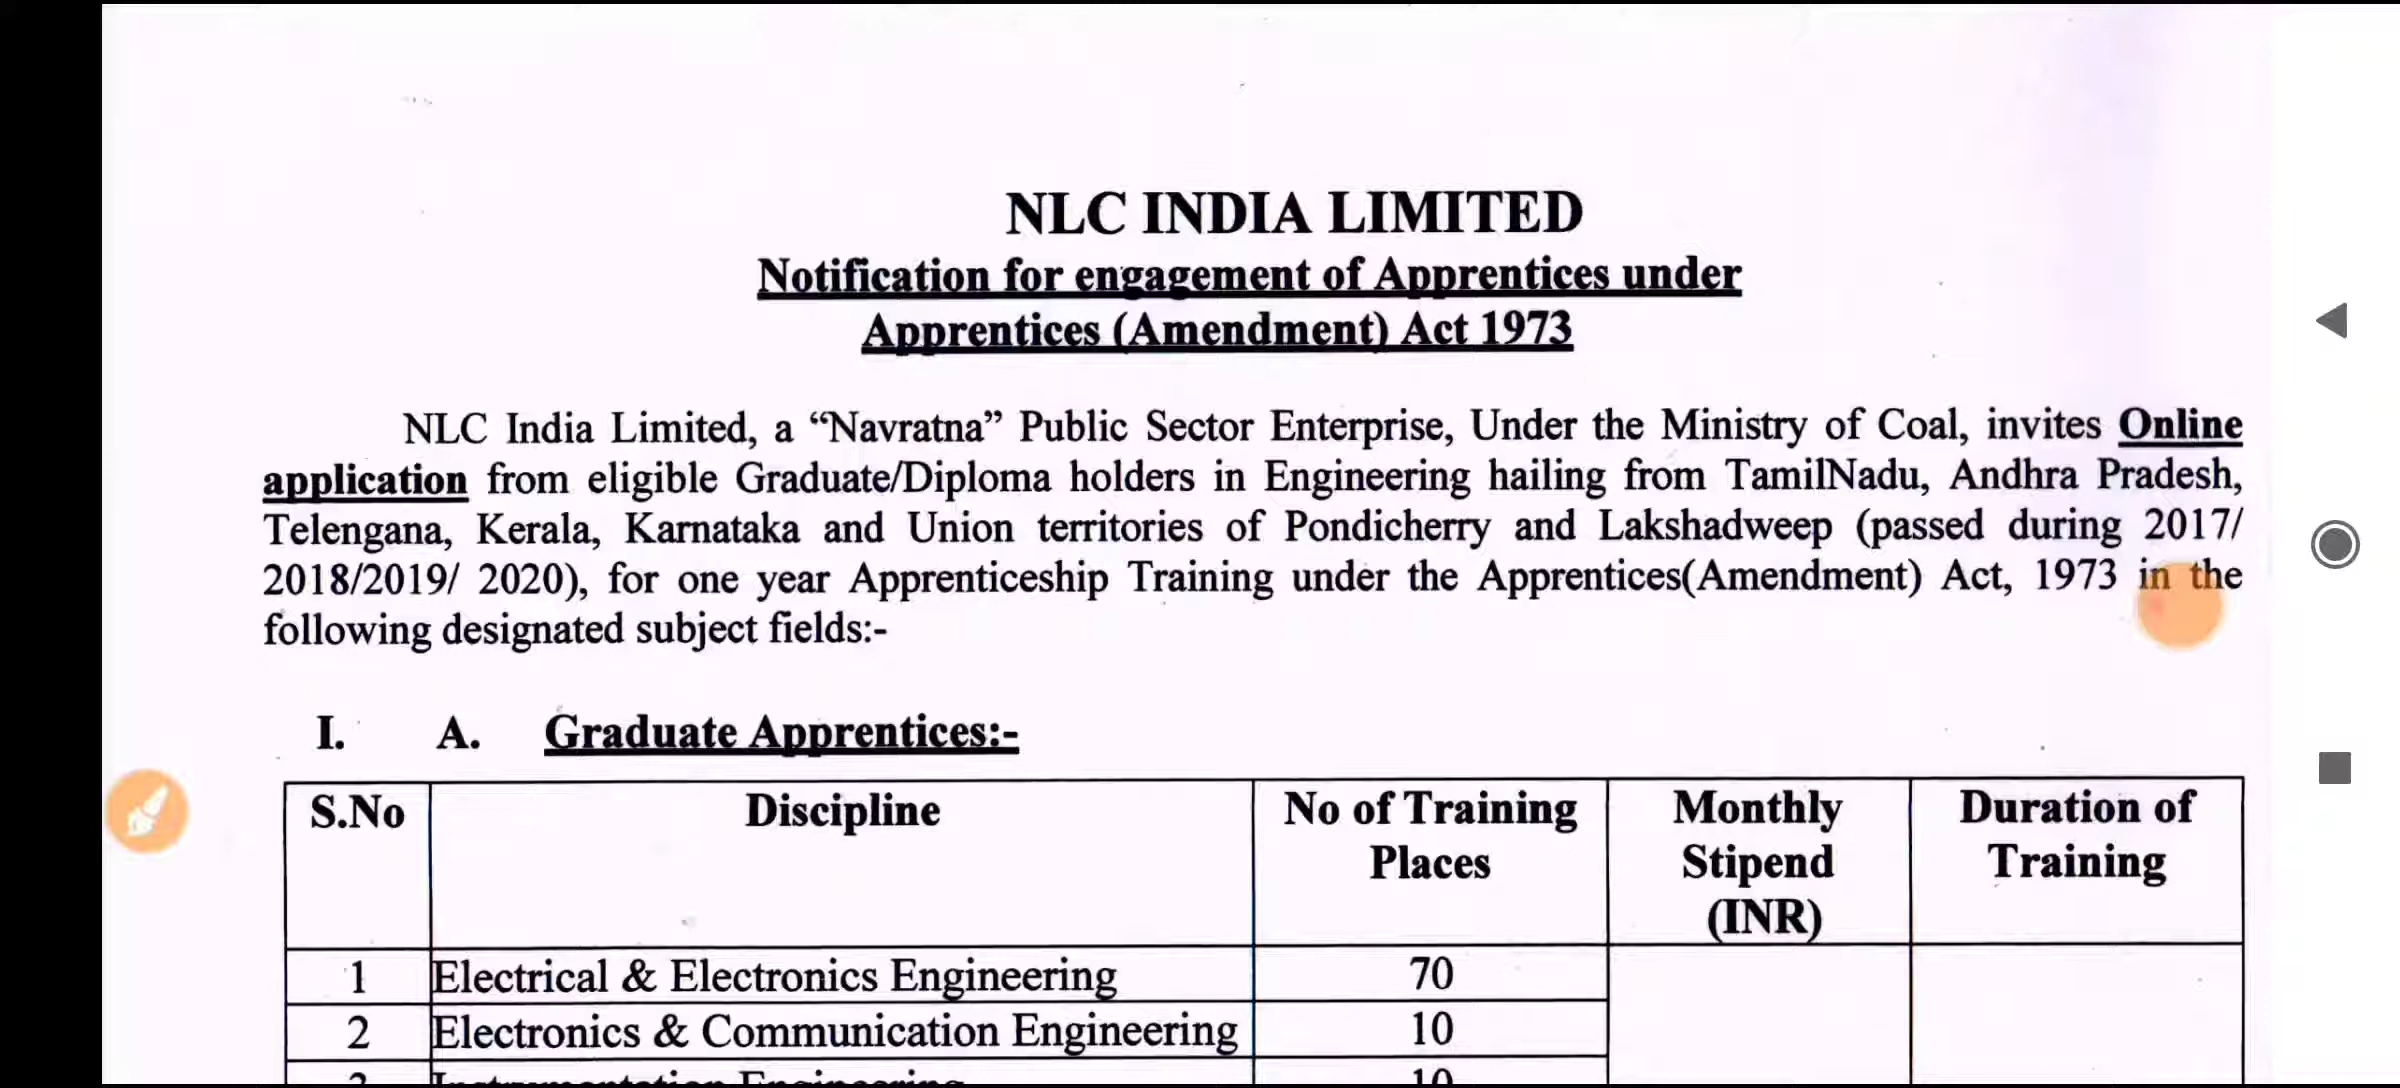 NLC INDIA LIMITED
Notification for engagement of Apprentices under
Apprentices (Amendment) Act 1973
NLC India Limited, a “Navratna” Public Sector Enterprise, Under the Ministry of Coal, invites Online
application from eligible Graduate/Diploma holders in Engineering hailing from TamilNadu, Andhra Pradesh,
Telengana, Kerala, Karnataka and Union territories of Pondicherry and Lakshadweep (passed during 2017/
2018/2019/ 2020), for one year Apprenticeship Training under the Apprentices(Amendment) Act, 1973 in the
following designated subject fields:-
I. A. Graduate Apprentices:-
S.No Discipline No of Training Places Monthly Stipend (INR) Duration of Training
1 Electrical & Electronics Engineering 70
2 Electronics & Communication Engineering 10
Instrumentation Engineering 10